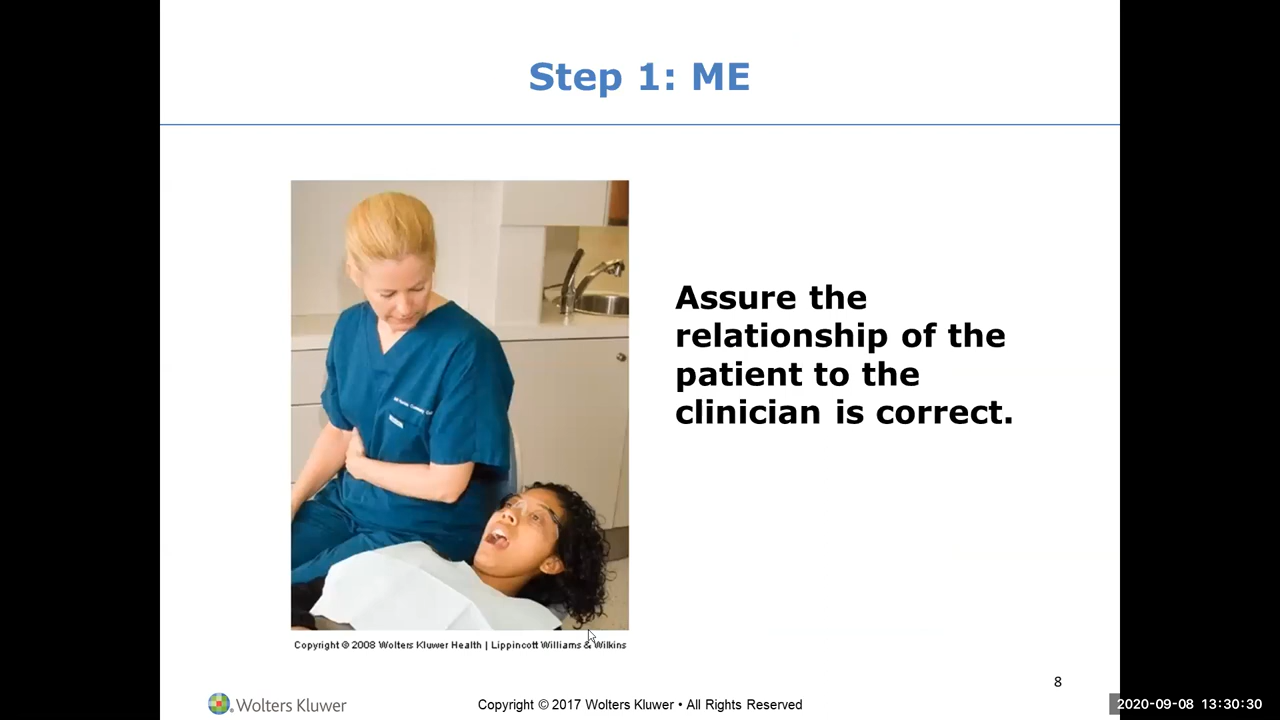 Step 1: ME
Assure the
relationship of the
patient to the
clinician is correct.
Copyright © 2008 Wolters Kluwer Health | Lippincott Williams & Wilkins
8
Wolters Kluwer
Copyright © 2017 Wolters Kluwer • All Rights Reserved
2020-09-08 13:30:30